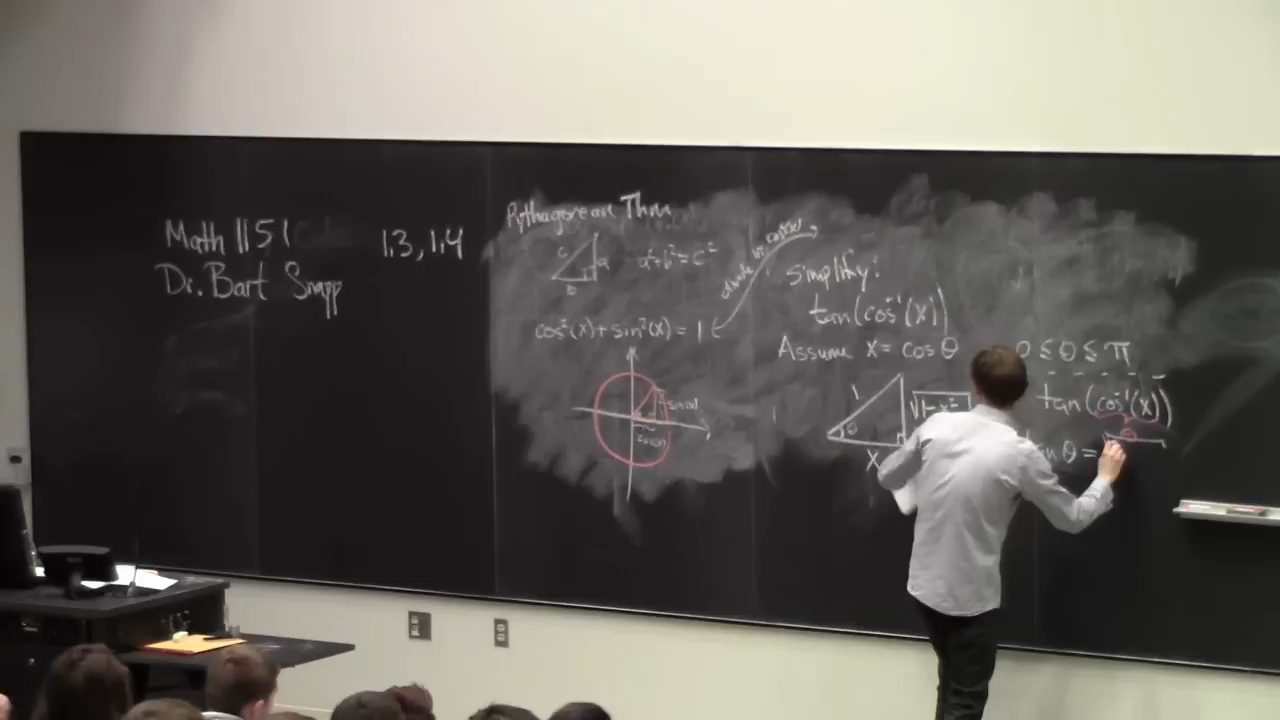 Math 1151
Dr. Bart Snapp
1.3, 1.4
Pythagorean Thm
c
a
b
a²+b²=c²
cos²(x)+sin²(x) = 1
divide by cos²(x)
sin(x)
cos(x)
Simplify:
tan(cos⁻¹(x))
Assume x = cos θ
0 ≤ θ ≤ π
1
θ
√1-x²
x
tan(cos⁻¹(x))
θ
tan θ =